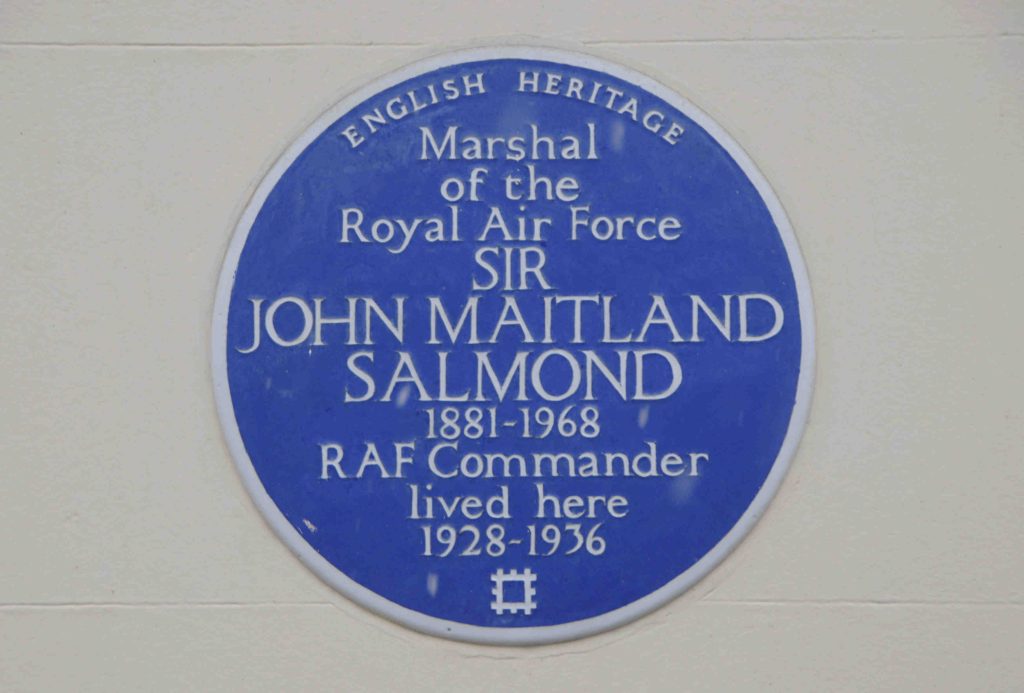 ENGLISH HERITAGE
Marshal
of the
Royal Air Force
SIR
JOHN MAITLAND
SALMOND
1881-1968
RAF Commander
lived here
1928-1936